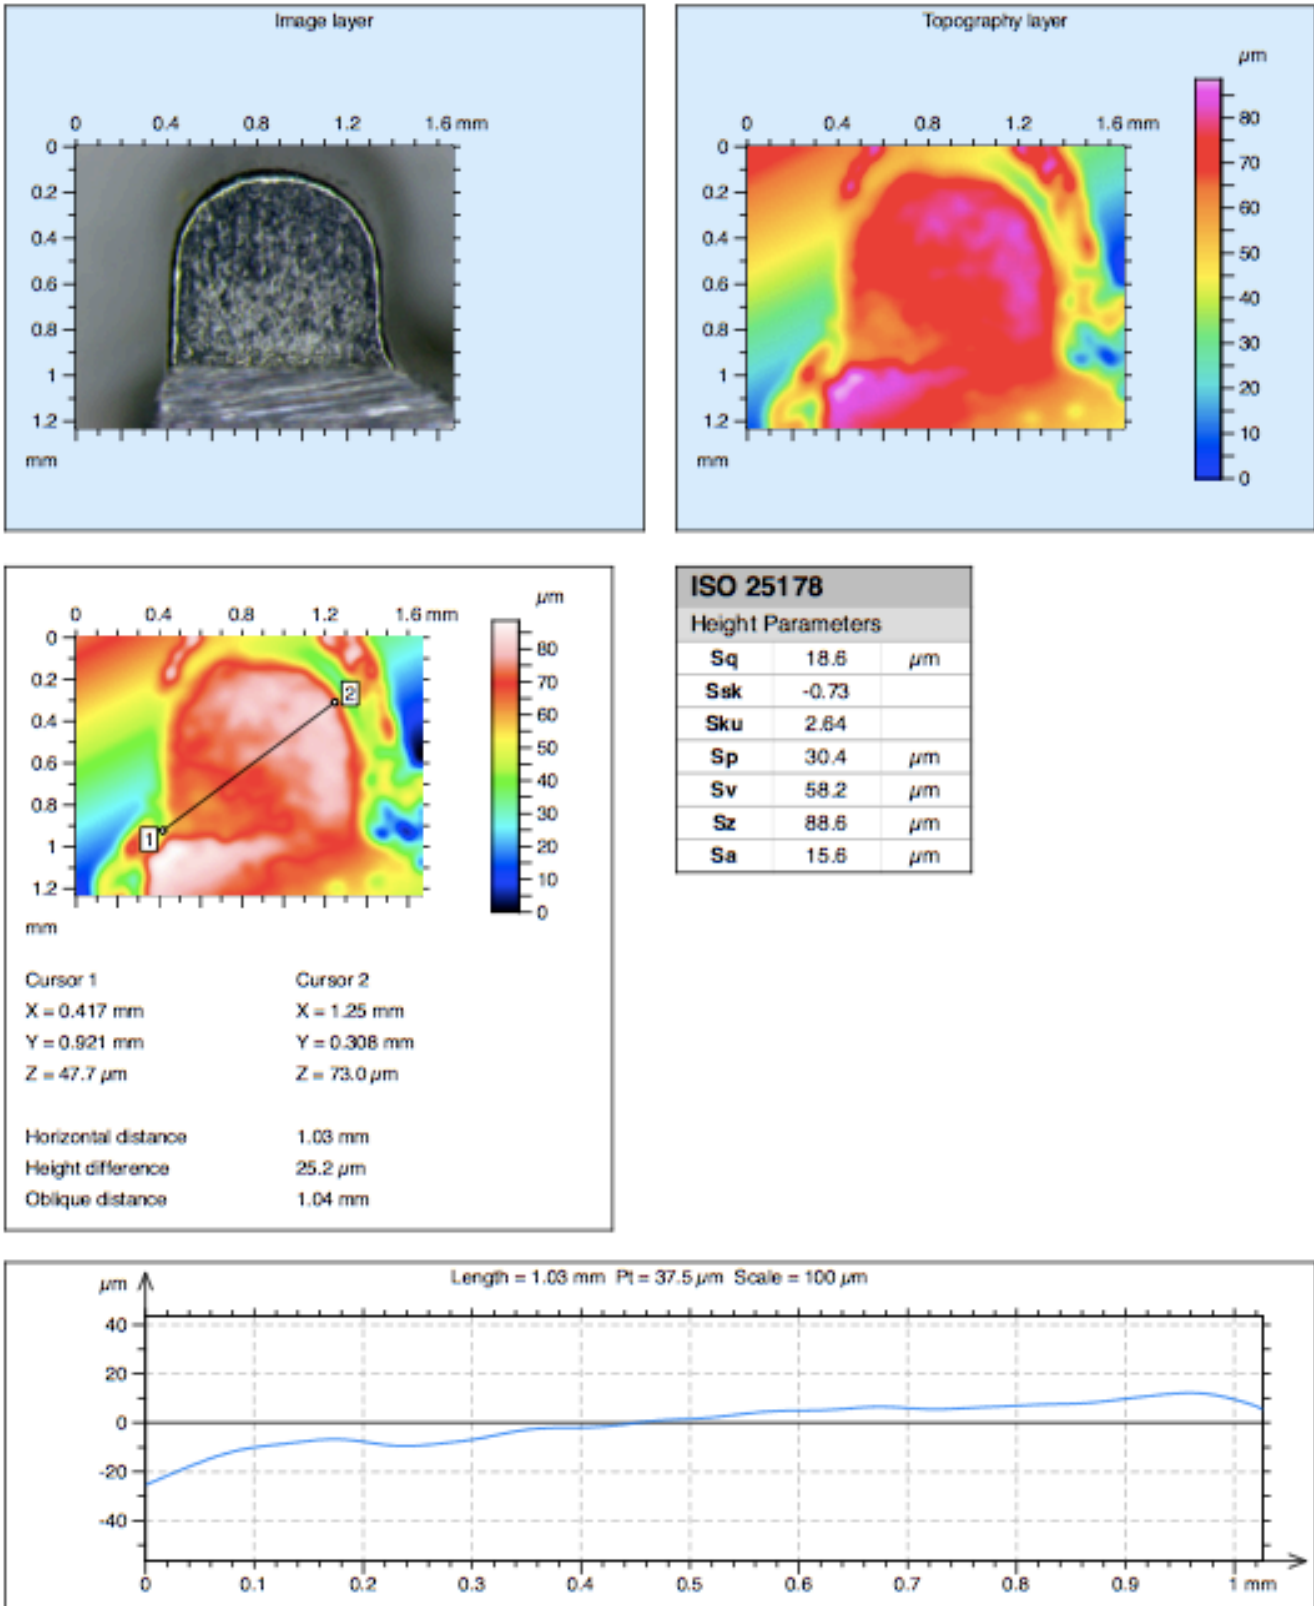 Image layer
0 0.4 0.8 1.2 1.6 mm
0
0.2
0.4
0.6
0.8
1
1.2
mm
Topography layer
µm
0 0.4 0.8 1.2 1.6 mm
0
0.2
0.4
0.6
0.8
1
1.2
mm
80
70
60
50
40
30
20
10
0
µm
0 0.4 0.8 1.2 1.6 mm
0
0.2
0.4
0.6
0.8
1
1.2
mm
2
1
80
70
60
50
40
30
20
10
0
Cursor 1 Cursor 2
X = 0.417 mm X = 1.25 mm
Y = 0.921 mm Y = 0.308 mm
Z = 47.7 µm Z = 73.0 µm
Horizontal distance 1.03 mm
Height difference 25.2 µm
Oblique distance 1.04 mm
ISO 25178
Height Parameters
Sq 18.6 µm
Ssk -0.73
Sku 2.64
Sp 30.4 µm
Sv 58.2 µm
Sz 88.6 µm
Sa 15.6 µm
µm Length = 1.03 mm Pt = 37.5 µm Scale = 100 µm
40
20
0
-20
-40
0 0.1 0.2 0.3 0.4 0.5 0.6 0.7 0.8 0.9 1 mm